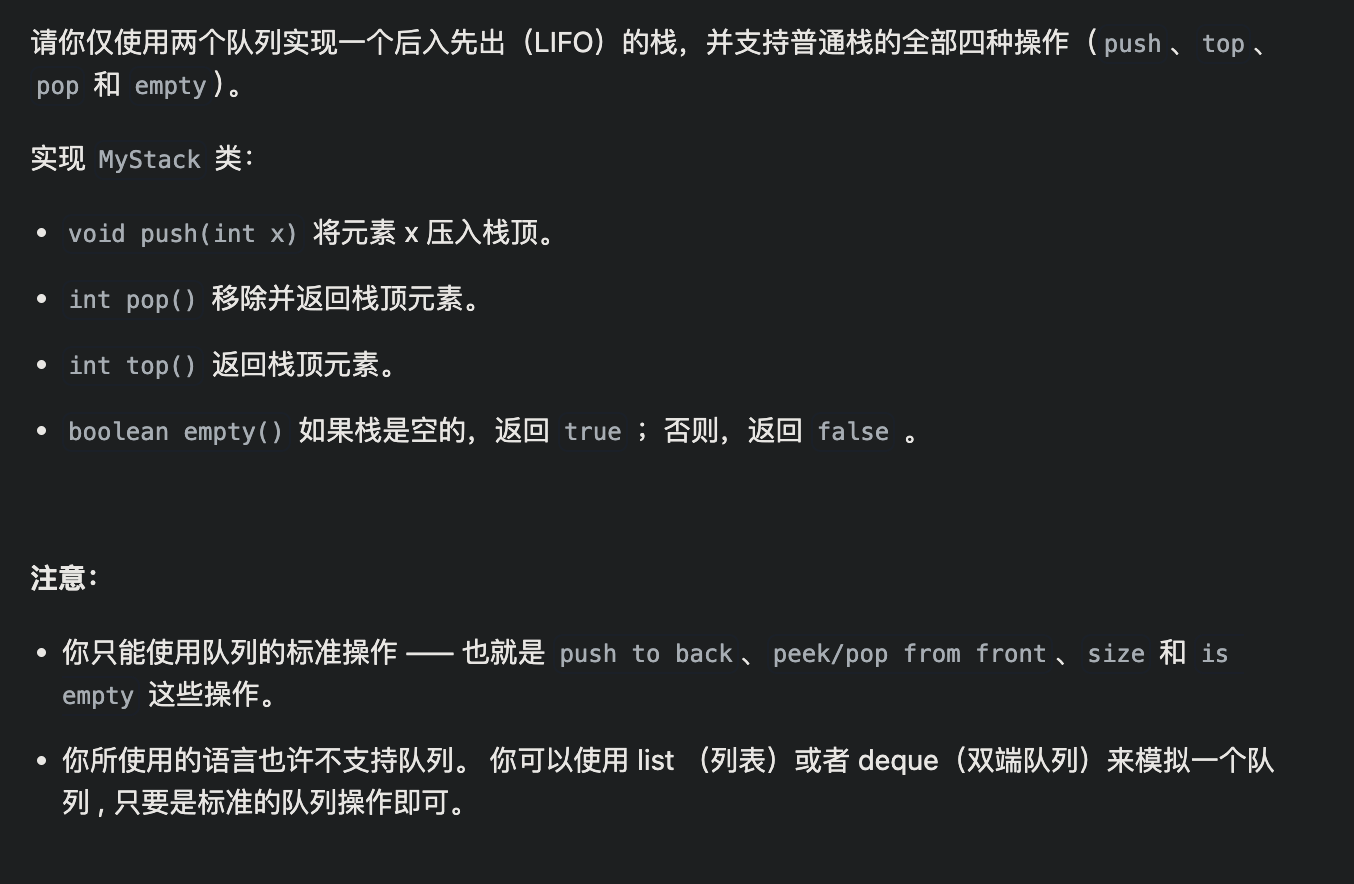 请你仅使用两个队列实现一个后入先出（LIFO）的栈，并支持普通栈的全部四种操作（push 、 top 、
pop 和 empty）。
实现 MyStack 类：
• void push(int x) 将元素 x 压入栈顶。
• int pop() 移除并返回栈顶元素。
• int top() 返回栈顶元素。
• boolean empty() 如果栈是空的，返回 true ；否则，返回 false 。
注意：
• 你只能使用队列的标准操作 —— 也就是 push to back 、 peek/pop from front 、 size 和 is
empty 这些操作。
• 你所使用的语言也许不支持队列。 你可以使用 list （列表）或者 deque（双端队列）来模拟一个队
列 , 只要是标准的队列操作即可。